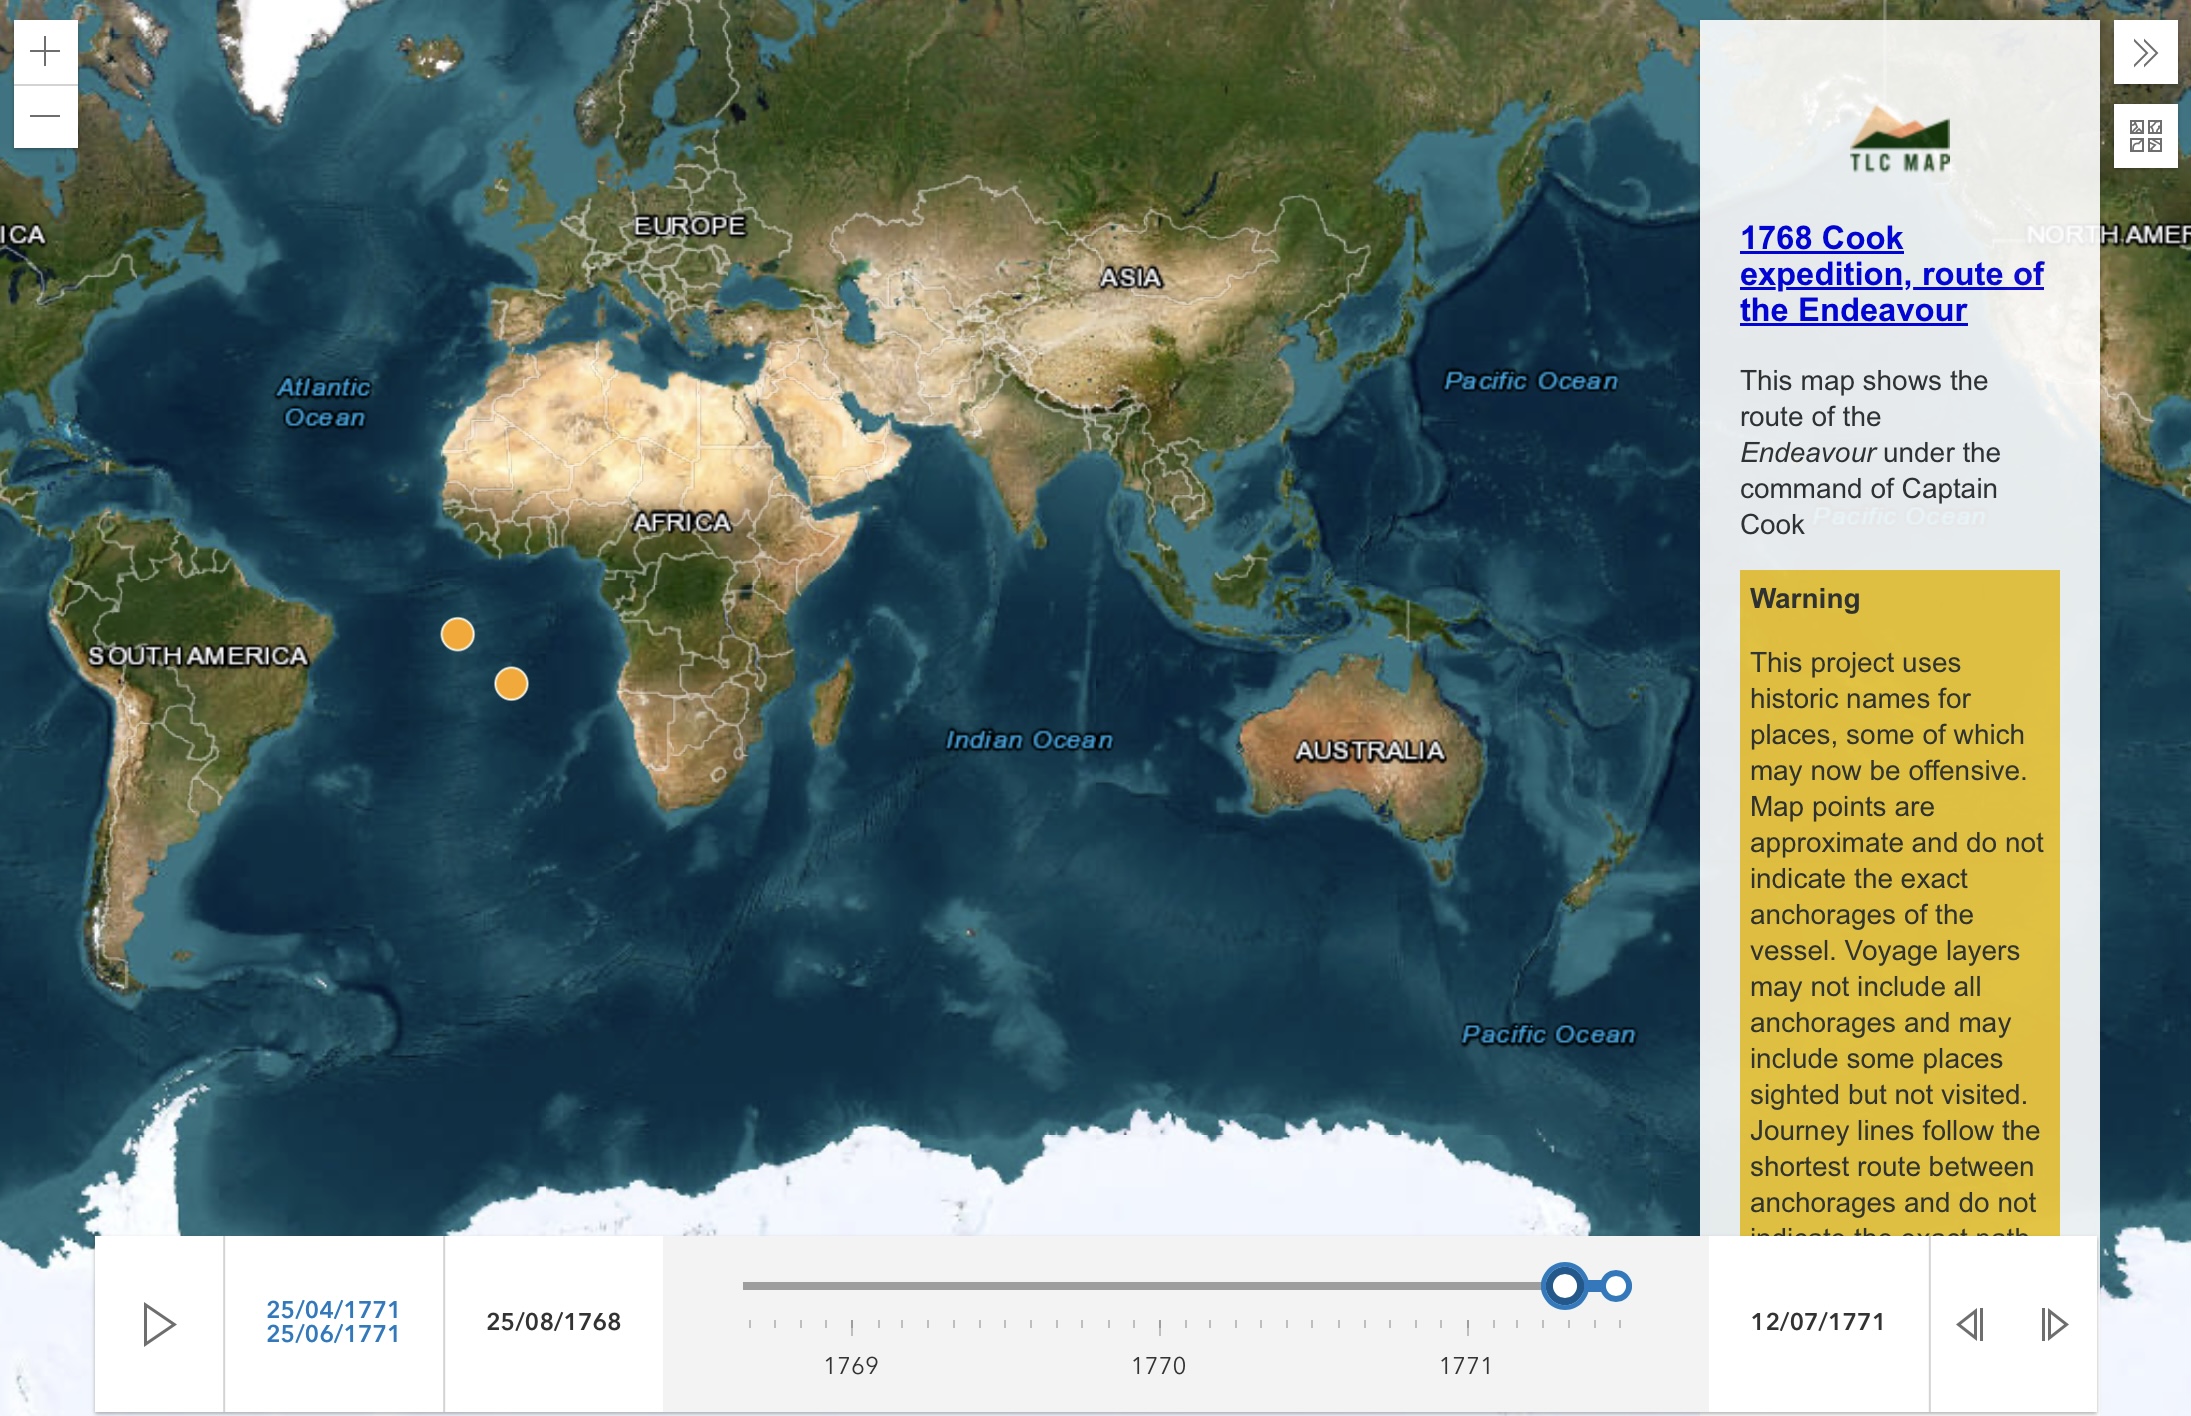 ICA
EUROPE
ASIA
Atlantic
Ocean
Pacific Ocean
AFRICA
SOUTH AMERICA
Indian Ocean
AUSTRALIA
Pacific Ocean
NORTH AMER
Pacific Ocean
TLC MAP
1768 Cook
expedition, route of
the Endeavour
This map shows the
route of the
Endeavour under the
command of Captain
Cook
Warning
This project uses
historic names for
places, some of which
may now be offensive.
Map points are
approximate and do not
indicate the exact
anchorages of the
vessel. Voyage layers
may not include all
anchorages and may
include some places
sighted but not visited.
Journey lines follow the
shortest route between
anchorages and do not
indicate the exact path
25/04/1771
25/06/1771
25/08/1768
1769
1770
1771
12/07/1771